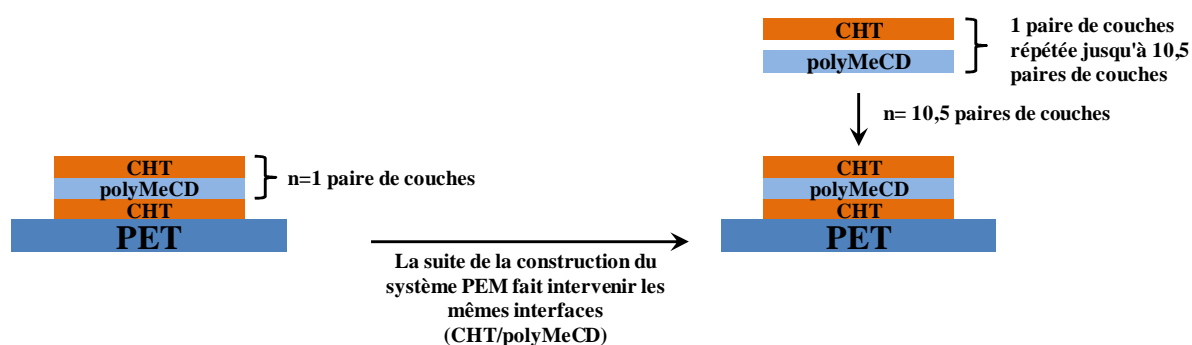 CHT
polyMeCD
CHT
PET
n=1 paire de couches
La suite de la construction du
système PEM fait intervenir les
mêmes interfaces
(CHT/polyMeCD)
CHT
polyMeCD
1 paire de couches
répétée jusqu'à 10,5
paires de couches
n= 10,5 paires de couches
CHT
polyMeCD
CHT
PET